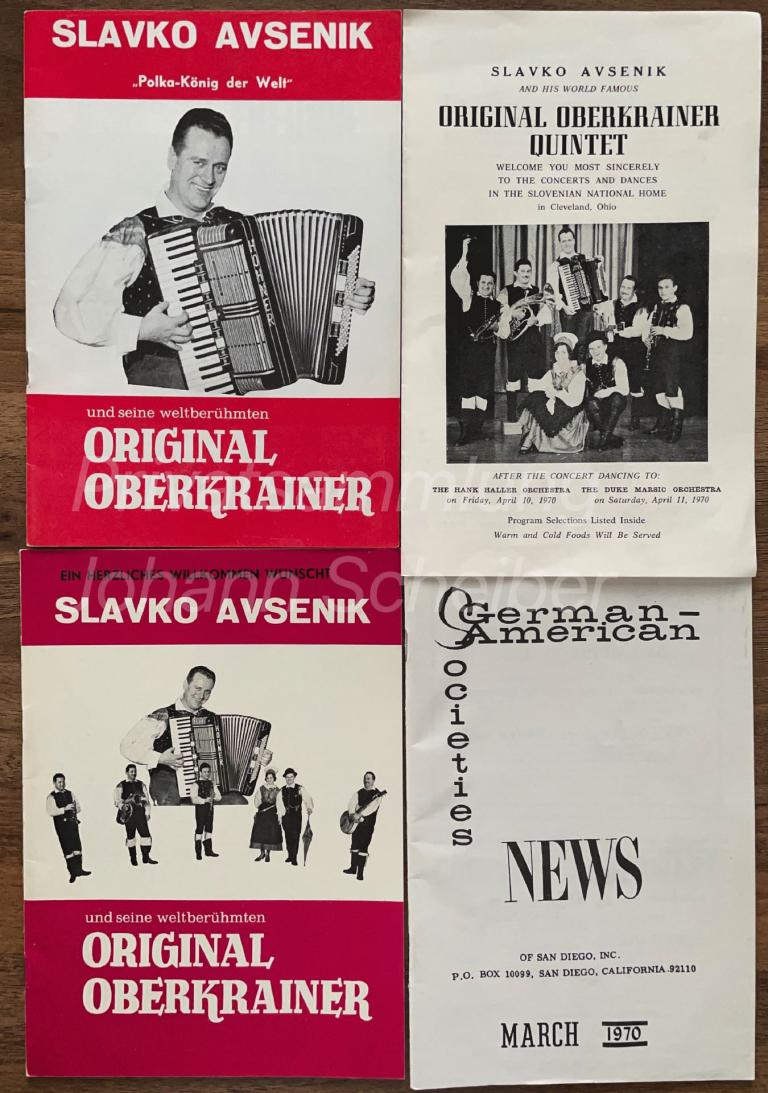 SLAVKO AVSENIK
„Polka-König der Welt"
HOHNER
und seine weltberühmten
ORIGINAL
OBERKRAINER
SLAVKO AVSENIK
AND HIS WORLD FAMOUS
ORIGINAL OBERKRAINER
QUINTET
WELCOME YOU MOST SINCERELY
TO THE CONCERTS AND DANCES
IN THE SLOVENIAN NATIONAL HOME
in Cleveland, Ohio
AFTER THE CONCERT DANCING TO:
THE HANK HALLER ORCHESTRA THE DUKE MARSIC ORCHESTRA
on Friday, April 10, 1970 on Saturday, April 11, 1970
Program Selections Listed Inside
Warm and Cold Foods Will Be Served
EIN HERZLICHES WILLKOMMEN WÜNSCHT
SLAVKO AVSENIK
und seine weltberühmten
ORIGINAL
OBERKRAINER
German-
American
Societies
NEWS
OF SAN DIEGO, INC.
P.O. BOX 10099, SAN DIEGO, CALIFORNIA 92110
MARCH 1970
Privatsammlung
Johann Scheiber